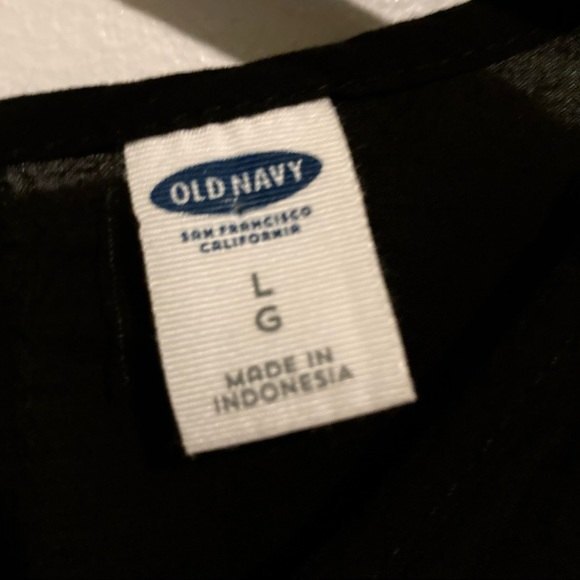 OLD NAVY
SAN FRANCISCO
CALIFORNIA
L
G
MADE IN
INDONESIA